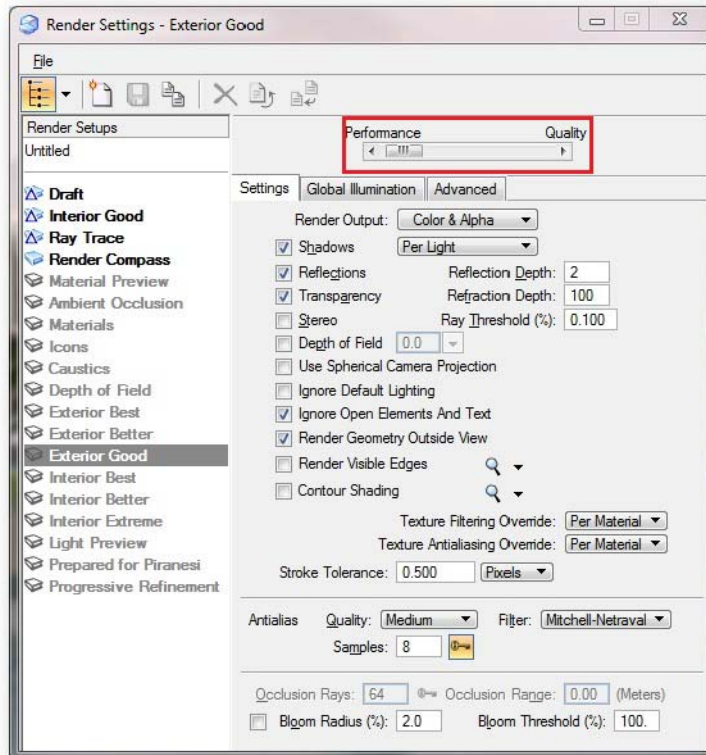 Render Settings - Exterior Good
File
Render Setups
Untitled
Draft
Interior Good
Ray Trace
Render Compass
Material Preview
Ambient Occlusion
Materials
Icons
Caustics
Depth of Field
Exterior Best
Exterior Better
Exterior Good
Interior Best
Interior Better
Interior Extreme
Light Preview
Prepared for Piranesi
Progressive Refinement
Performance Quality
Settings Global Illumination Advanced
Render Output: Color & Alpha
Shadows Per Light
Reflections Reflection Depth: 2
Transparency Refraction Depth: 100
Stereo Ray Threshold (%): 0.100
Depth of Field 0.0
Use Spherical Camera Projection
Ignore Default Lighting
Ignore Open Elements And Text
Render Geometry Outside View
Render Visible Edges
Contour Shading
Texture Filtering Override: Per Material
Texture Antialiasing Override: Per Material
Stroke Tolerance: 0.500 Pixels
Antialias Quality: Medium Filter: Mitchell-Netraval
Samples: 8
Occlusion Rays: 64 Occlusion Range: 0.00 (Meters)
Bloom Radius (%): 2.0 Bloom Threshold (%): 100.